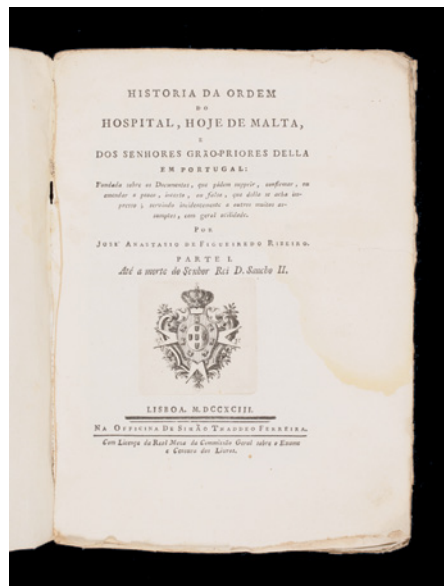 HISTORIA DA ORDEM
DO
HOSPITAL, HOJE DE MALTA,
E
DOS SENHORES GRÃO-PRIORES DELLA
EM PORTUGAL:
Fundada sobre os Documentos, que pódem supprir, confirmar, ou
emendar o pouco, incerto, ou falso, que della se acha im-
presso; servindo incidentemente a outros muitos as-
sumptos, com geral utilidade.
POR
JOSE' ANASTASIO DE FIGUEIREDO RIBEIRO.
PARTE I.
Até a morte do Senhor Rei D. Sancho II.
LISBOA. M. DCCXCIII.
NA OFFICINA DE SIMÃO THADDEO FERREIRA.
Com Licença da Real Meza da Commissão Geral sobre o Exame
e Censura dos Livros.